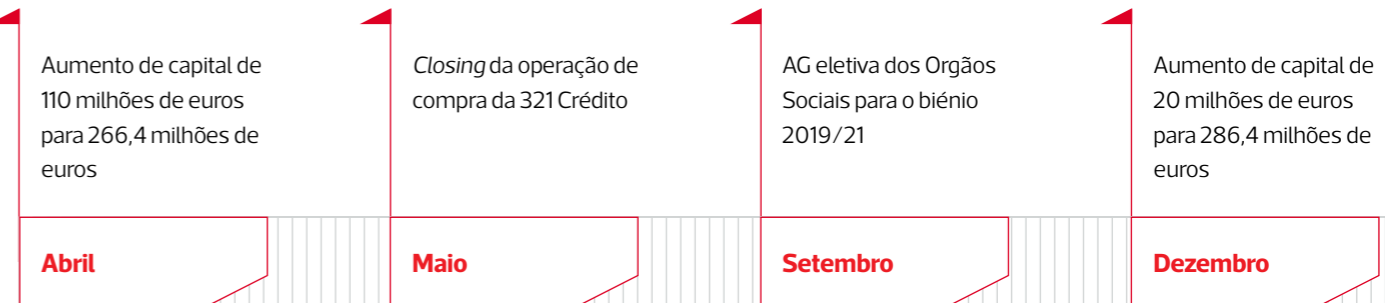 Aumento de capital de
110 milhões de euros
para 266,4 milhões de
euros
Abril
Closing da operação de
compra da 321 Crédito
Maio
AG eletiva dos Orgãos
Sociais para o biénio
2019/21
Setembro
Aumento de capital de
20 milhões de euros
para 286,4 milhões de
euros
Dezembro